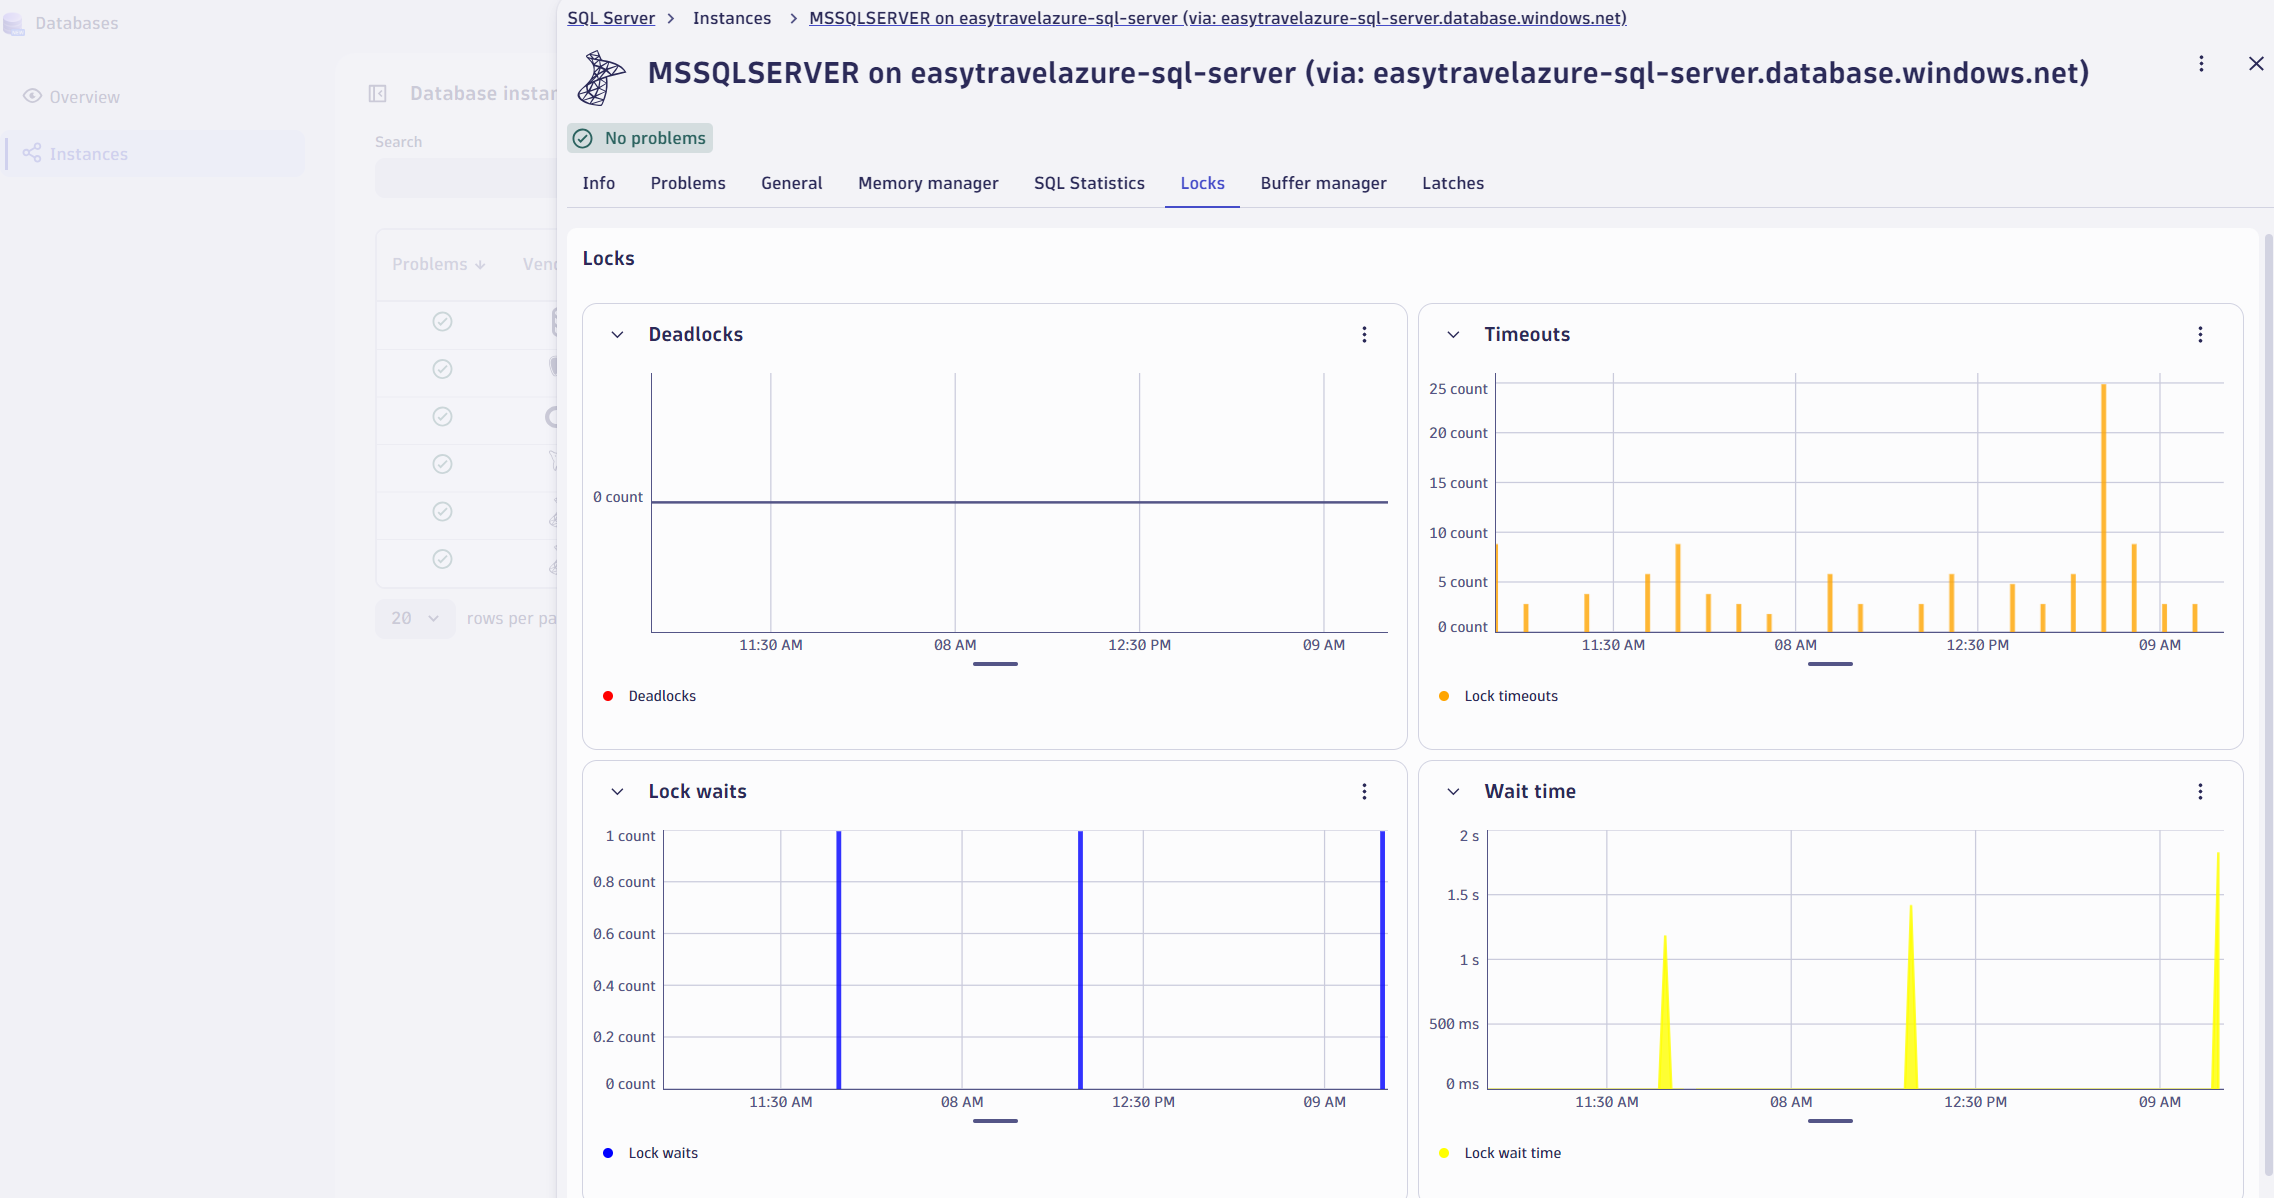 Databases
Overview
Instances
Database instan
Search
Problems
Ven
20
rows per pa
SQL Server
Instances
MSSQLSERVER on easytravelazure-sql-server (via: easytravelazure-sql-server.database.windows.net)
MSSQLSERVER on easytravelazure-sql-server (via: easytravelazure-sql-server.database.windows.net)
No problems
Info
Problems
General
Memory manager
SQL Statistics
Locks
Buffer manager
Latches
Locks
Deadlocks
0 count
11:30 AM
08 AM
12:30 PM
09 AM
Deadlocks
Timeouts
25 count
20 count
15 count
10 count
5 count
0 count
11:30 AM
08 AM
12:30 PM
09 AM
Lock timeouts
Lock waits
1 count
0.8 count
0.6 count
0.4 count
0.2 count
0 count
11:30 AM
08 AM
12:30 PM
09 AM
Lock waits
Wait time
2 s
1.5 s
1 s
500 ms
0 ms
11:30 AM
08 AM
12:30 PM
09 AM
Lock wait time